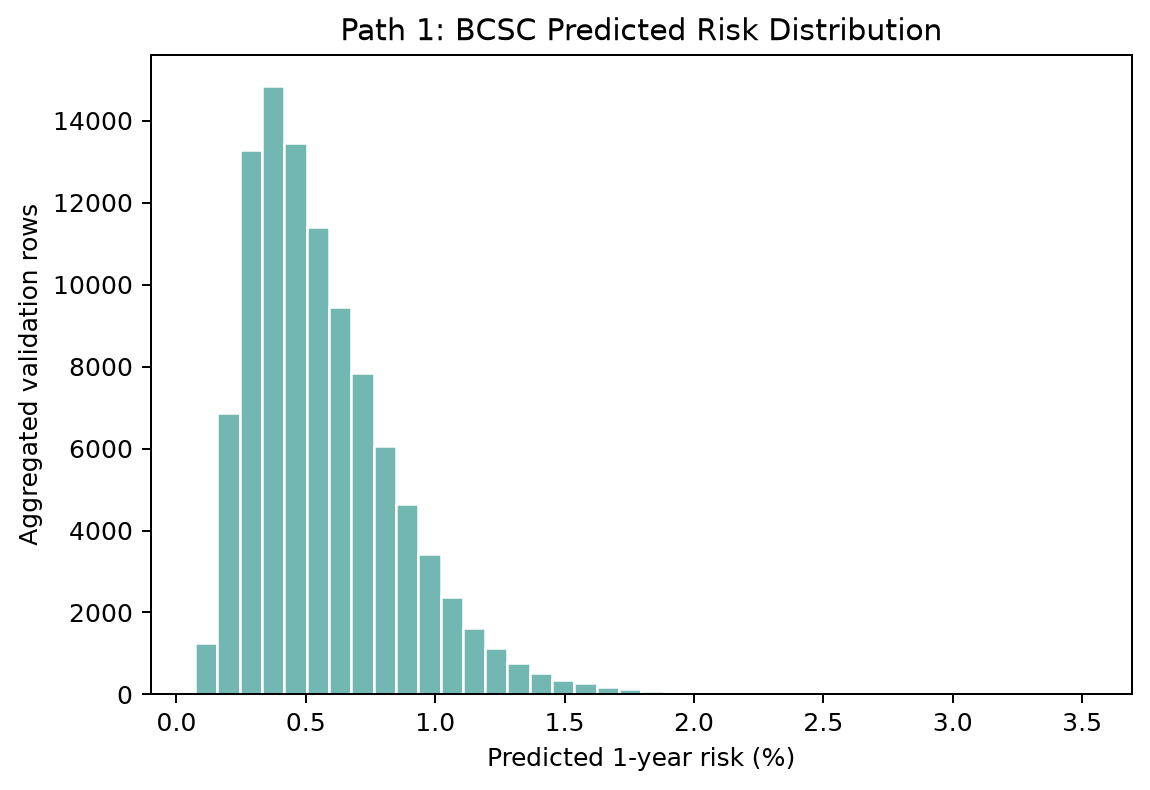 Path 1: BCSC Predicted Risk Distribution
Aggregated validation rows
14000
12000
10000
8000
6000
4000
2000
0
0.0 0.5 1.0 1.5 2.0 2.5 3.0 3.5
Predicted 1-year risk (%)